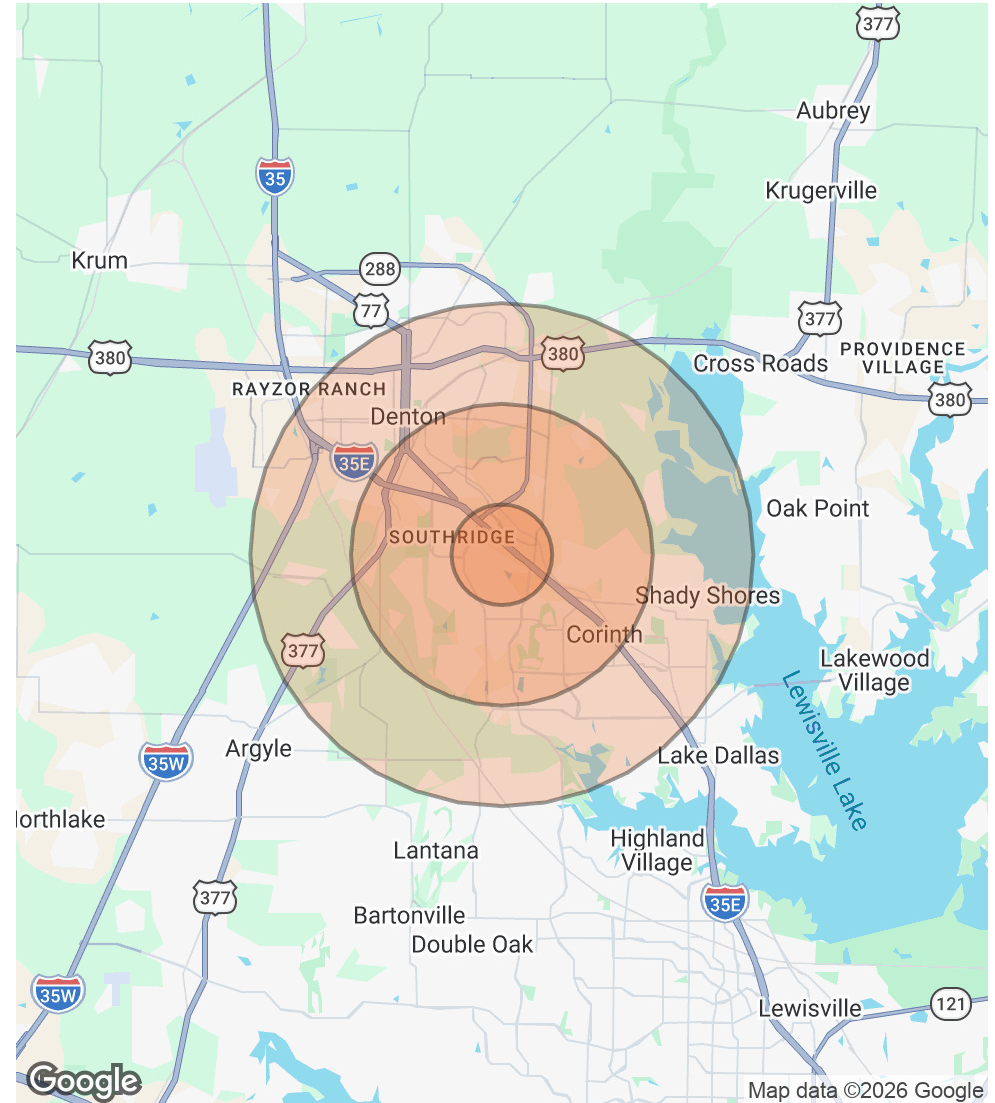 377
Aubrey
35
Krugerville
Krum
288
77
377
380
380
Cross Roads
PROVIDENCE
VILLAGE
RAYZOR RANCH
380
Denton
35E
Oak Point
SOUTHRIDGE
Shady Shores
Corinth
377
Lakewood
Village
Lewisville Lake
Argyle
35W
Lake Dallas
orthlake
Highland
Village
Lantana
377
35E
Bartonville
Double Oak
35W
Lewisville
121
Google
Map data ©2026 Google